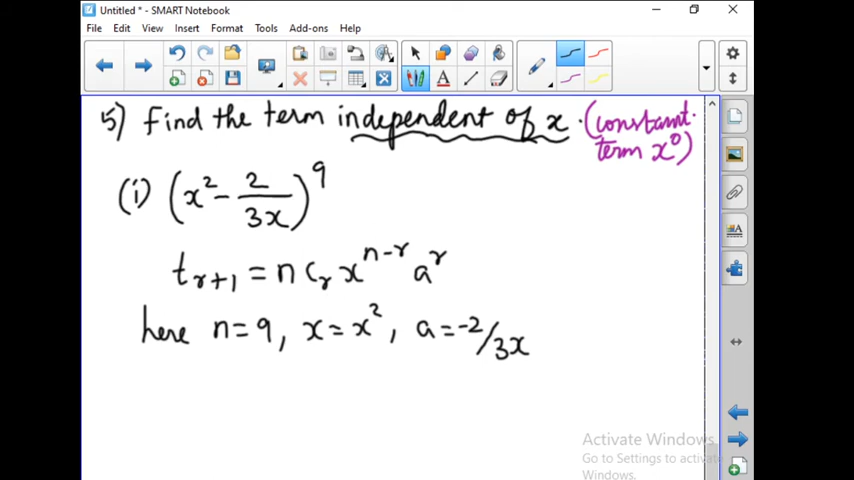 Untitled * - SMART Notebook
File Edit View Insert Format Tools Add-ons Help
5) Find the term independent of x. (constant term x⁰)
(i) (x² - 2/3x)⁹
t_{r+1} = n C_r x^{n-r} a^r
here n=9, x=x², a=-2/3x
Activate Windows
Go to Settings to activate
Windows.